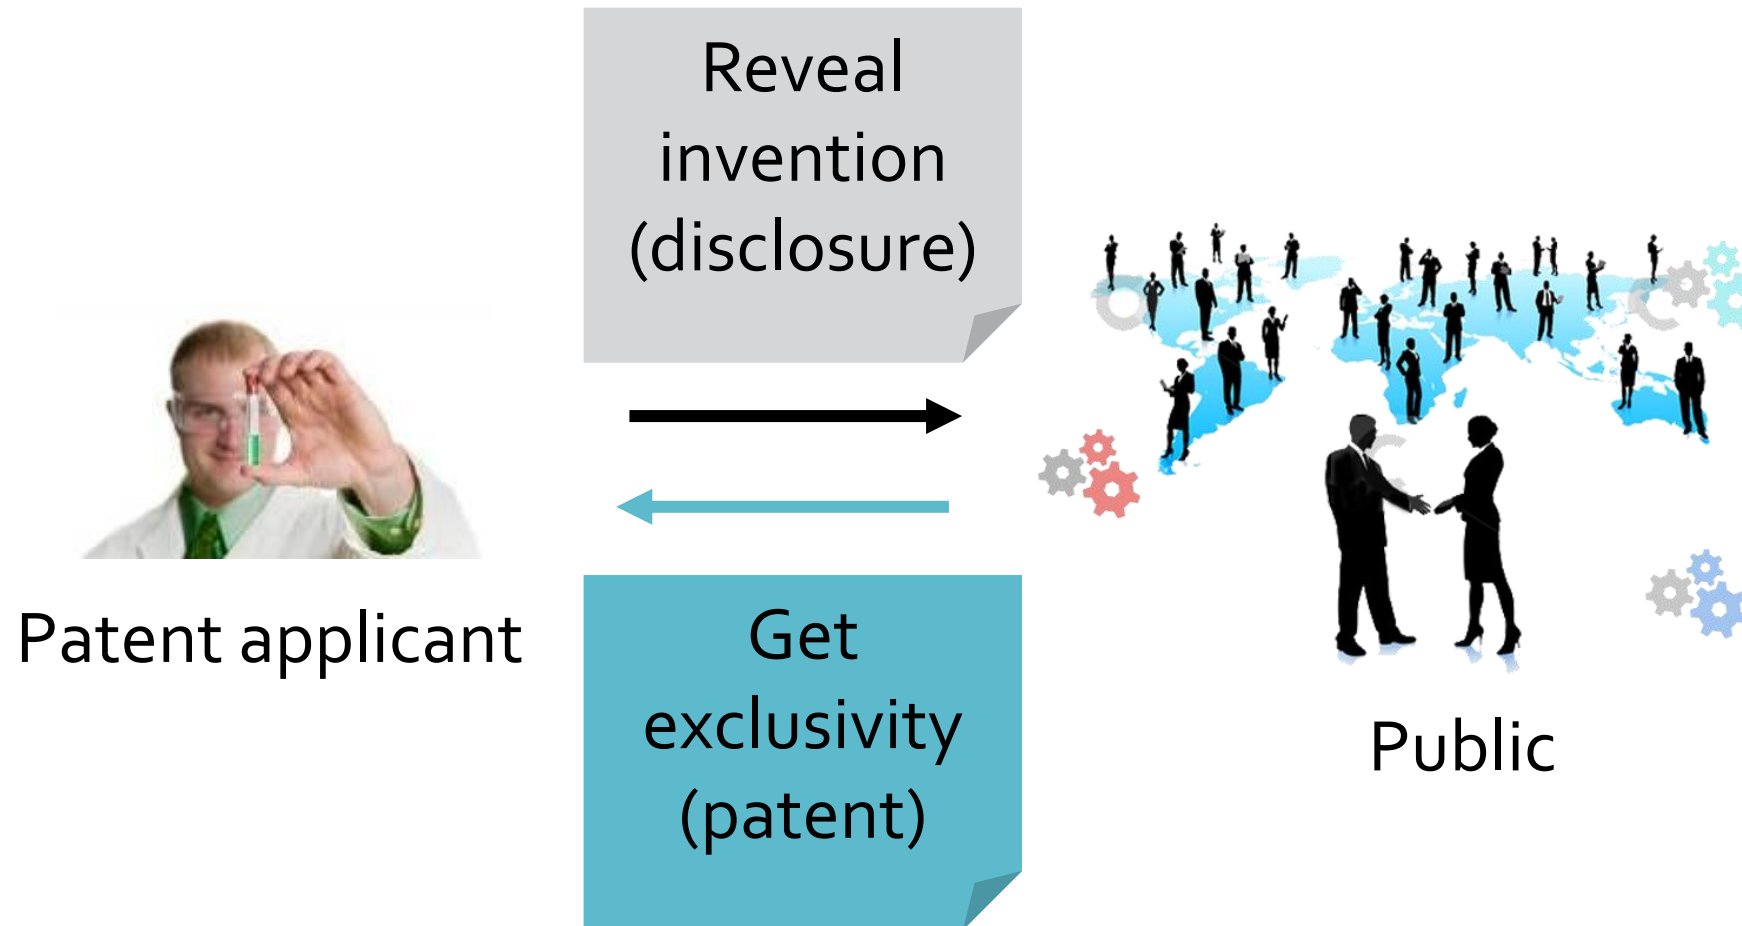 Reveal
invention
(disclosure)
Patent applicant
Get
exclusivity
(patent)
Public